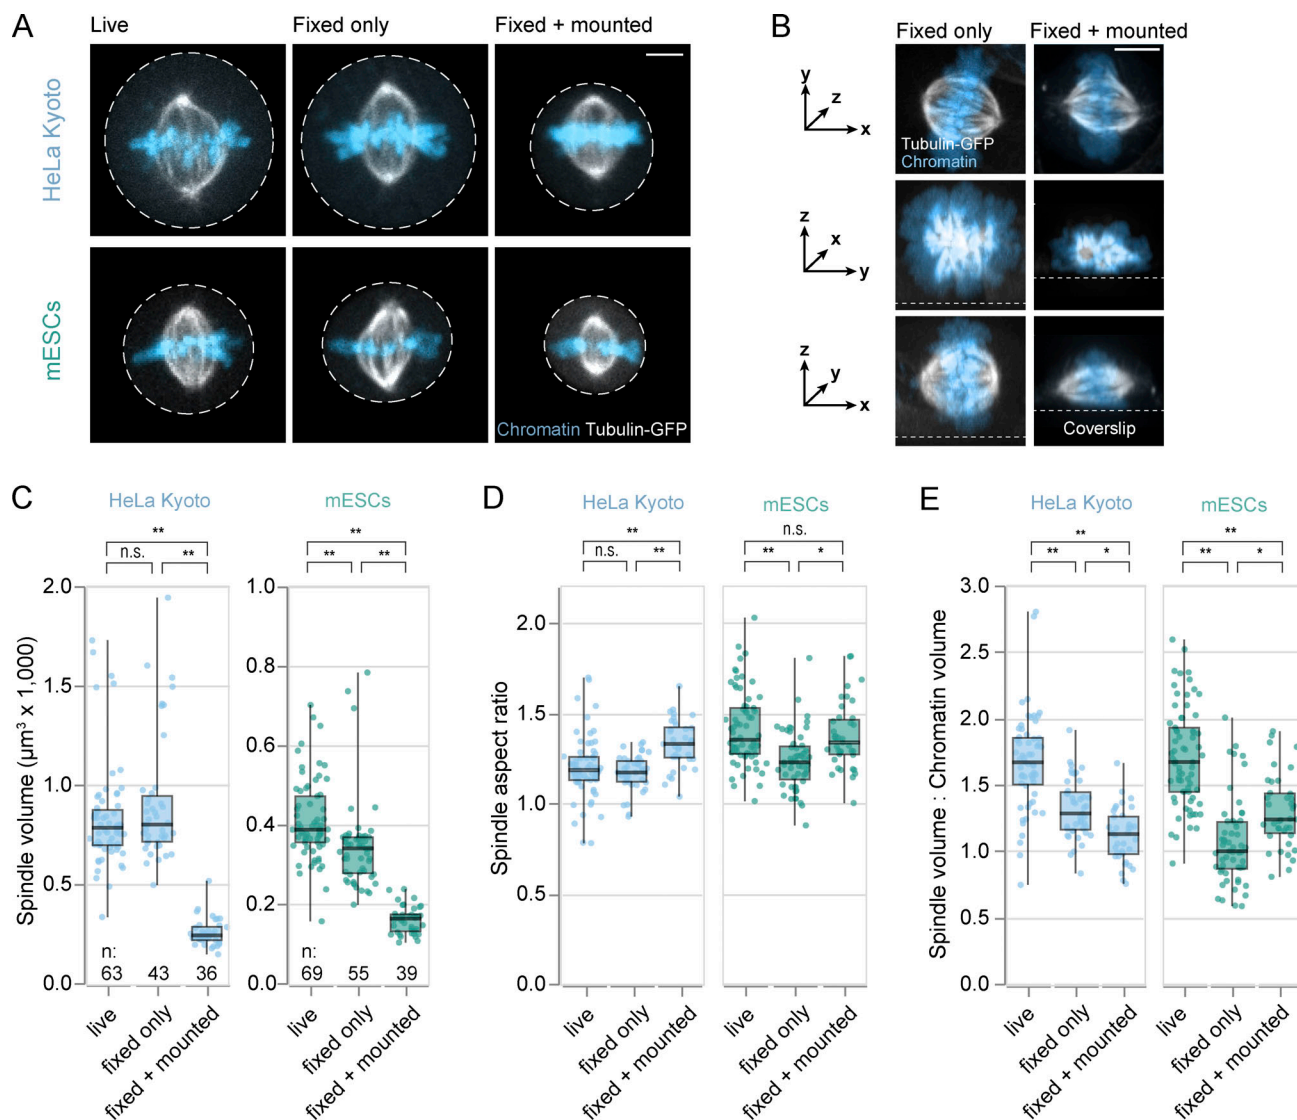 A
Live
Fixed only
Fixed + mounted
HeLa Kyoto
mESCs
Chromatin Tubulin-GFP
B
Fixed only
Fixed + mounted
y
z
x
Tubulin-GFP
Chromatin
z
x
y
z
y
x
Coverslip
C
HeLa Kyoto
mESCs
**
n.s.
**
**
**
**
Spindle volume (µm³ x 1,000)
2.0
1.5
1.0
0.5
0.0
n:
63
43
36
live
fixed only
fixed + mounted
1.0
0.8
0.6
0.4
0.2
0.0
n:
69
55
39
live
fixed only
fixed + mounted
D
HeLa Kyoto
mESCs
**
n.s.
**
n.s.
**
*
Spindle aspect ratio
2.0
1.5
1.0
0.5
0.0
live
fixed only
fixed + mounted
live
fixed only
fixed + mounted
E
HeLa Kyoto
mESCs
**
**
*
**
**
*
Spindle volume : Chromatin volume
3.0
2.5
2.0
1.5
1.0
0.5
0.0
live
fixed only
fixed + mounted
live
fixed only
fixed + mounted